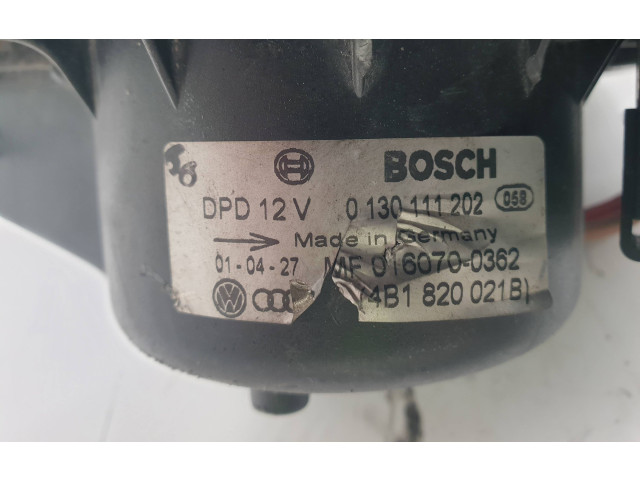 BOSCH
DPD 12 V 0 130 111 202 058
Made in Germany
01-04-27 MF 016070-0362
(4B1 820 021B)